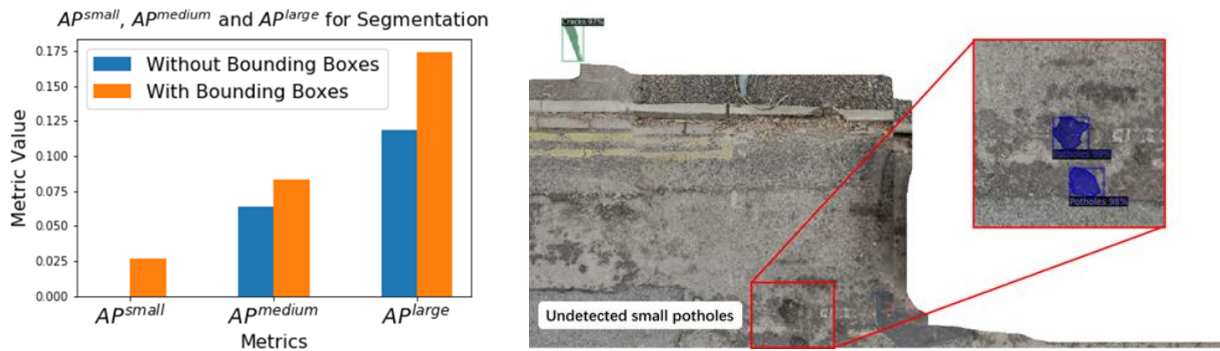 AP^small, AP^medium and AP^large for Segmentation
Without Bounding Boxes
With Bounding Boxes
Metric Value
0.175
0.150
0.125
0.100
0.075
0.050
0.025
0.000
AP^small
AP^medium
AP^large
Metrics
Cracks 97%
Undetected small potholes
Potholes 99%
Potholes 98%